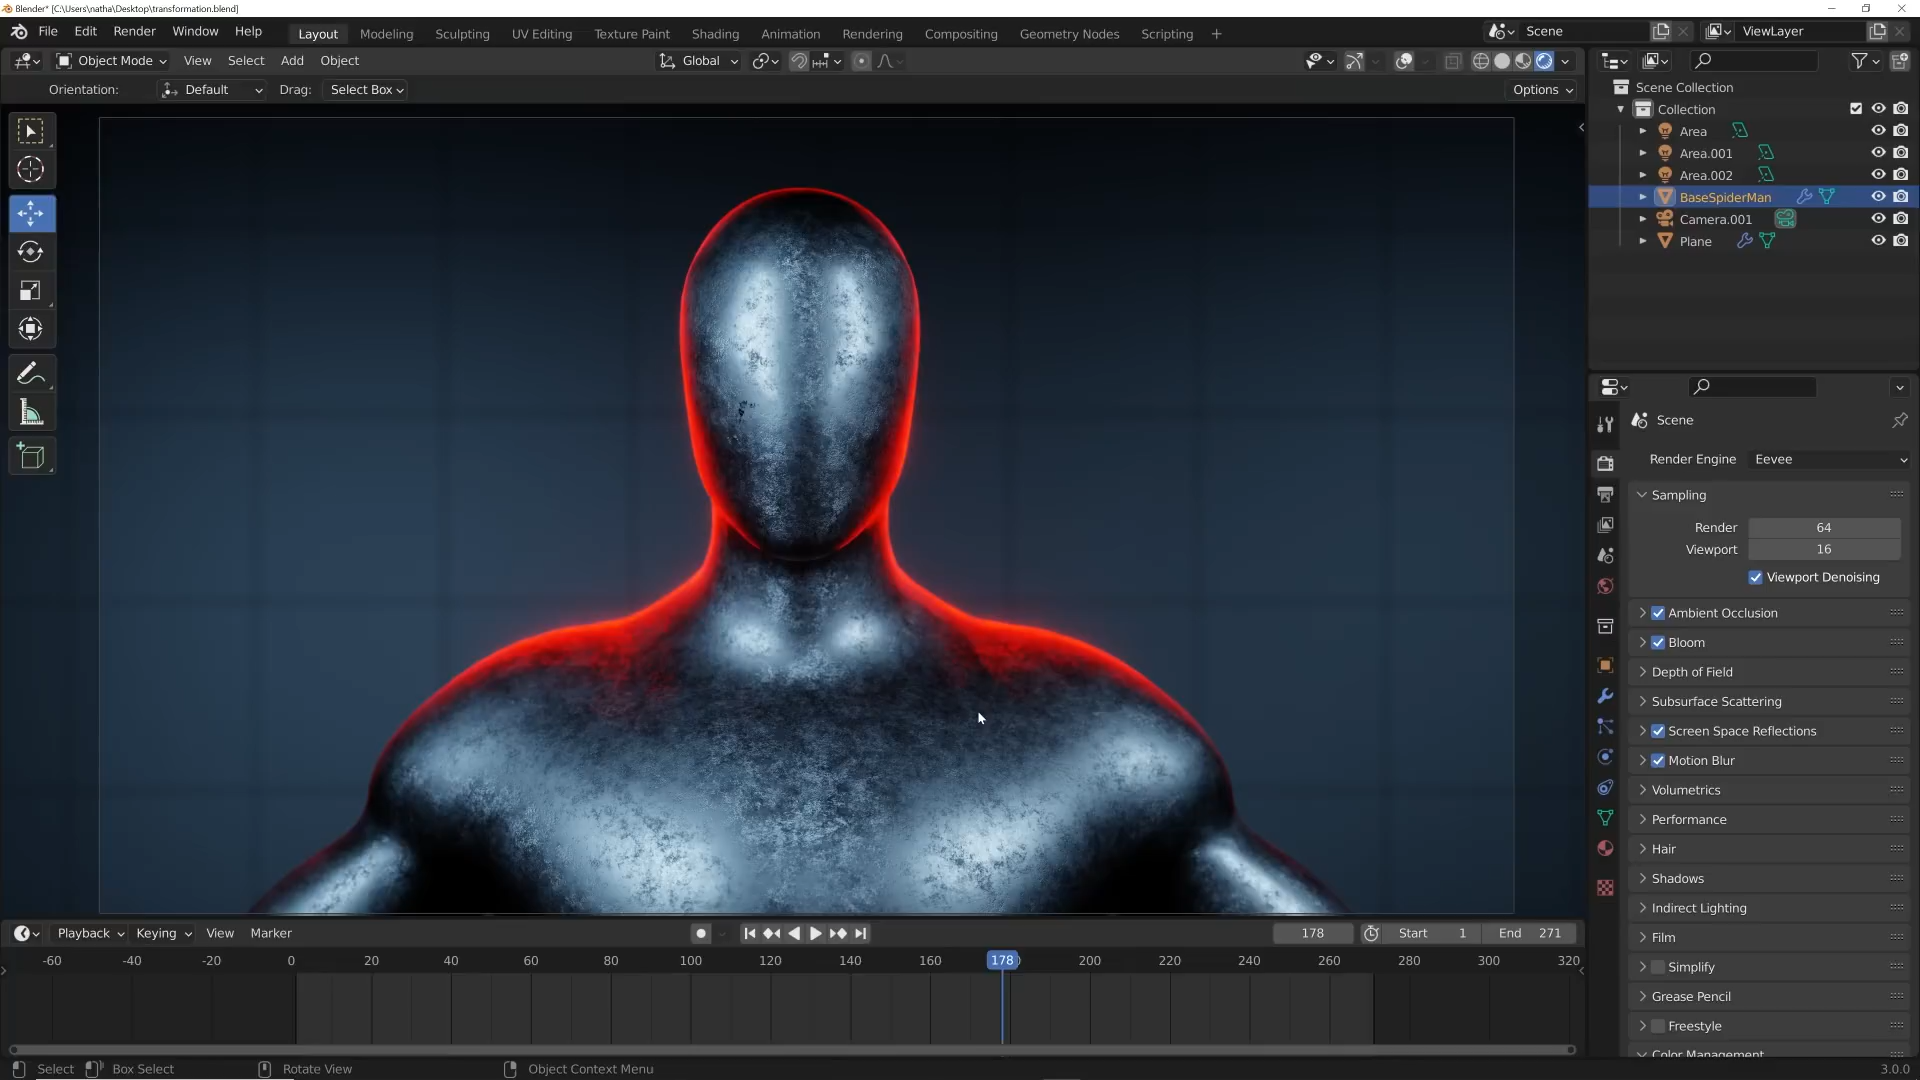 Blender* [C:\Users\natha\Desktop\transformation.blend]
File Edit Render Window Help Layout Modeling Sculpting UV Editing Texture Paint Shading Animation Rendering Compositing Geometry Nodes Scripting + Scene ViewLayer
Object Mode View Select Add Object Global
Orientation: Default Drag: Select Box Options
Scene Collection
Collection
Area
Area.001
Area.002
BaseSpiderMan
Camera.001
Plane
Scene
Render Engine Eevee
Sampling
Render 64
Viewport 16
Viewport Denoising
Ambient Occlusion
Bloom
Depth of Field
Subsurface Scattering
Screen Space Reflections
Motion Blur
Volumetrics
Performance
Hair
Shadows
Indirect Lighting
Film
Simplify
Grease Pencil
Freestyle
Color Management
Playback Keying View Marker 178 Start 1 End 271
-60 -40 -20 0 20 40 60 80 100 120 140 160 178 200 220 240 260 280 300 320
Select Box Select Rotate View Object Context Menu 3.0.0